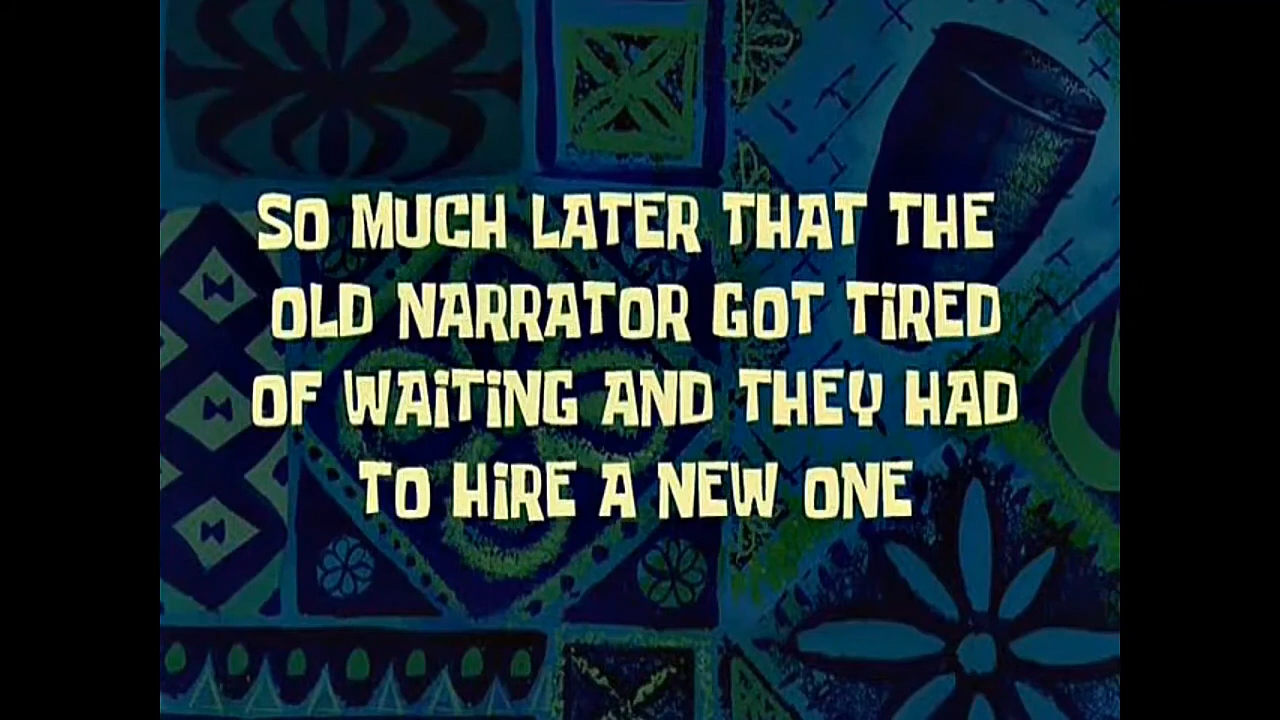 SO MUCH LATER THAT THE
OLD NARRATOR GOT TIRED
OF WAITING AND THEY HAD
TO HIRE A NEW ONE